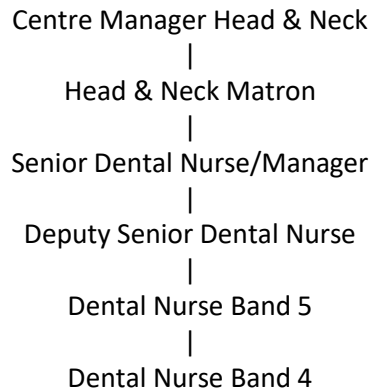 Centre Manager Head & Neck
|
Head & Neck Matron
|
Senior Dental Nurse/Manager
|
Deputy Senior Dental Nurse
|
Dental Nurse Band 5
|
Dental Nurse Band 4